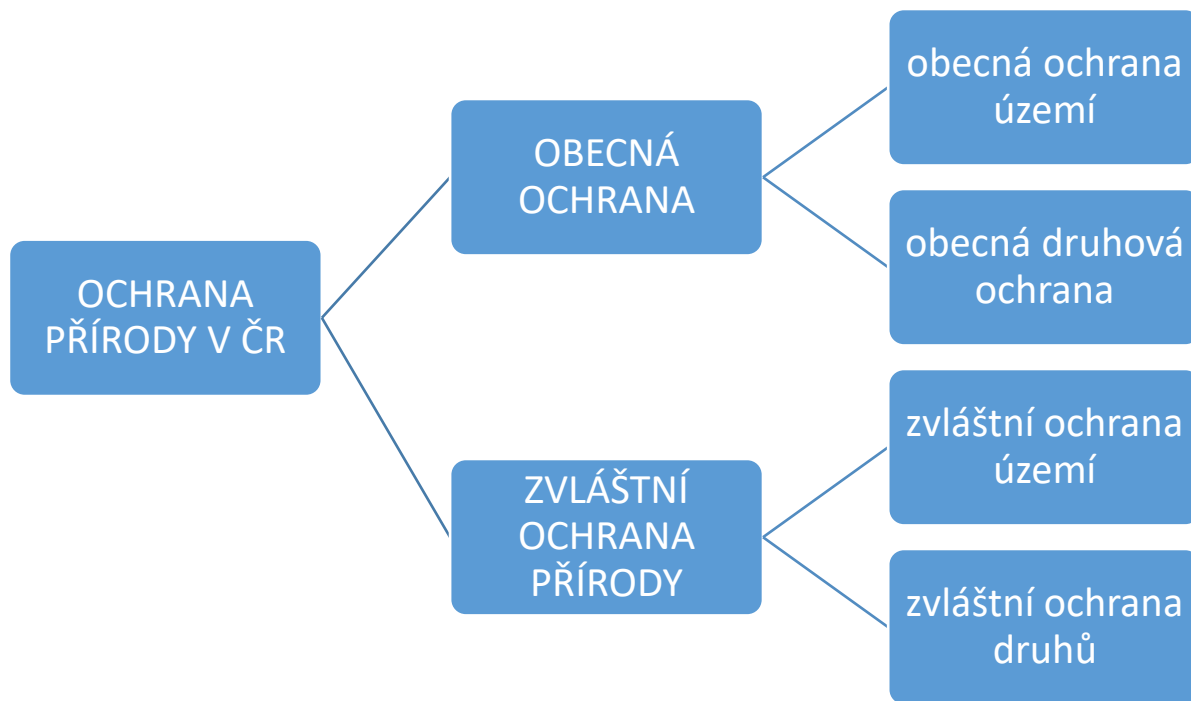 OCHRANA
PŘÍRODY V ČR
OBECNÁ
OCHRANA
obecná ochrana
území
obecná druhová
ochrana
ZVLÁŠTNÍ
OCHRANA
PŘÍRODY
zvláštní ochrana
území
zvláštní ochrana
druhů